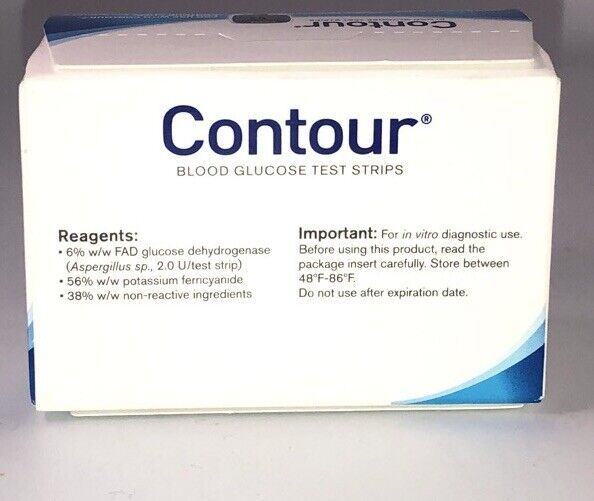 Contour
Contour®
BLOOD GLUCOSE TEST STRIPS
Reagents:
• 6% w/w FAD glucose dehydrogenase
(Aspergillus sp., 2.0 U/test strip)
• 56% w/w potassium ferricyanide
• 38% w/w non-reactive ingredients
Important: For in vitro diagnostic use.
Before using this product, read the
package insert carefully. Store between
48°F-86°F.
Do not use after expiration date.